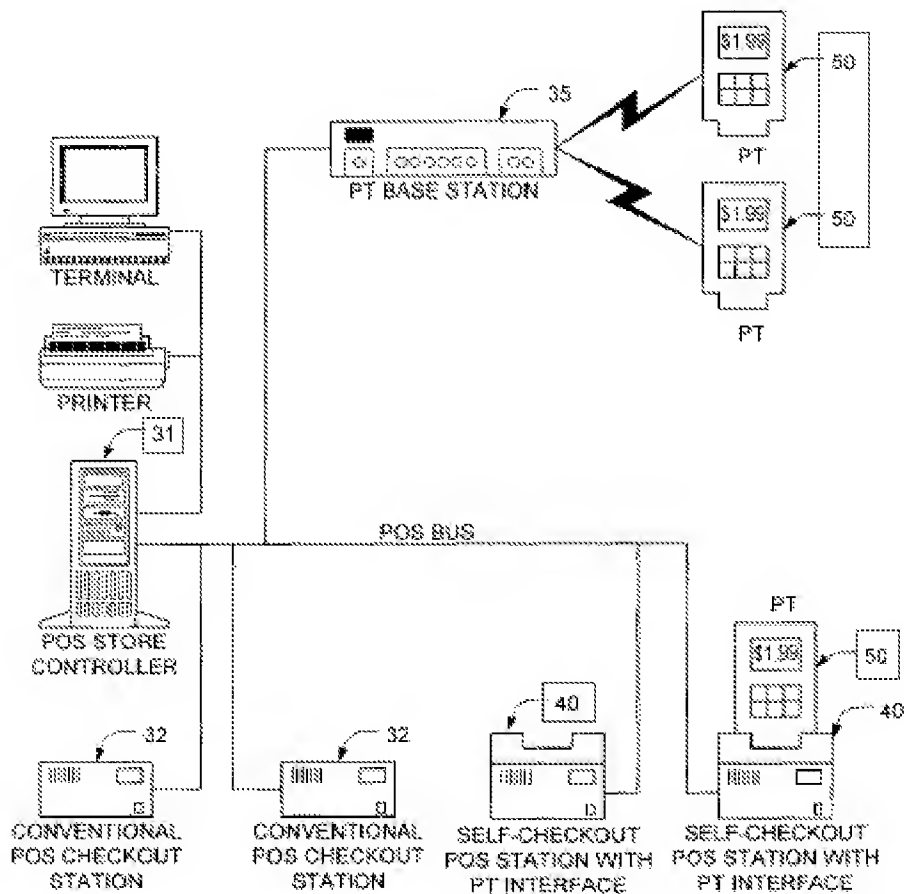 $1.99
50
PT
35
PT BASE STATION
$1.99
50
PT
TERMINAL
PRINTER
31
POS STORE
CONTROLLER
POS BUS
PT
$1.99
50
32
CONVENTIONAL
POS CHECKOUT
STATION
32
CONVENTIONAL
POS CHECKOUT
STATION
40
SELF-CHECKOUT
POS STATION WITH
PT INTERFACE
40
SELF-CHECKOUT
POS STATION WITH
PT INTERFACE